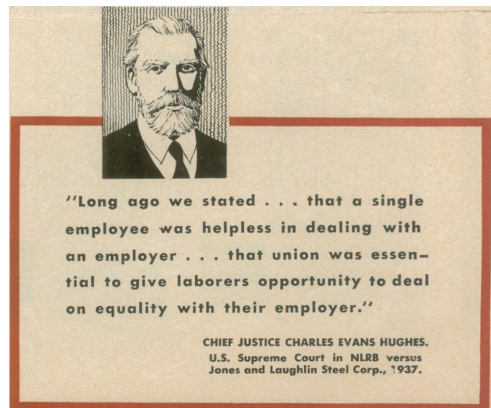 "Long ago we stated . . . that a single
employee was helpless in dealing with
an employer . . . that union was essen-
tial to give laborers opportunity to deal
on equality with their employer."
CHIEF JUSTICE CHARLES EVANS HUGHES.
U.S. Supreme Court in NLRB versus
Jones and Laughlin Steel Corp., 1937.